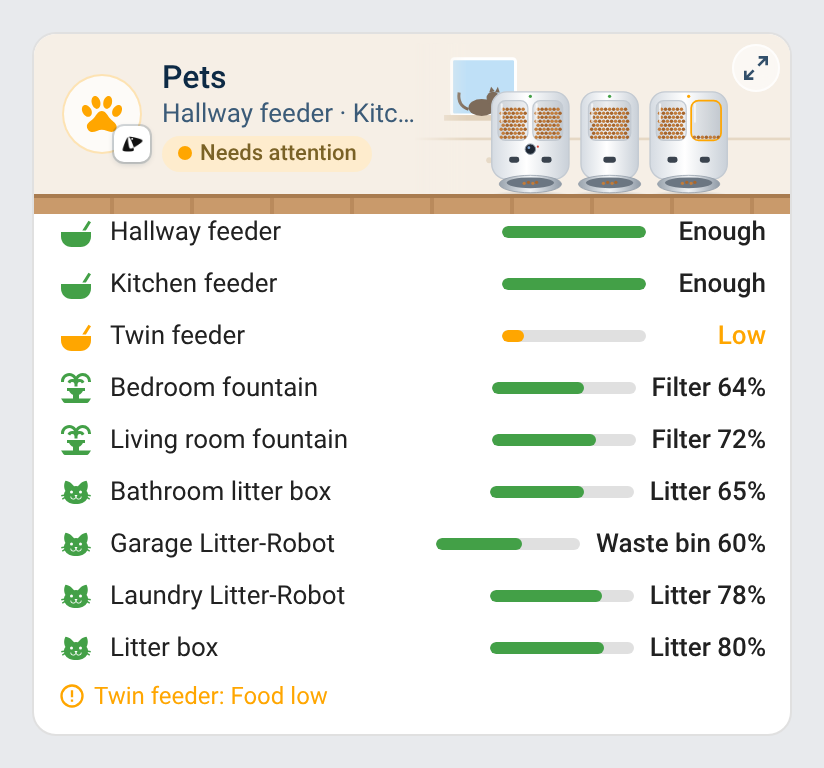 Pets
Hallway feeder · Kitc...
Needs attention
Hallway feeder Enough
Kitchen feeder Enough
Twin feeder Low
Bedroom fountain Filter 64%
Living room fountain Filter 72%
Bathroom litter box Litter 65%
Garage Litter-Robot Waste bin 60%
Laundry Litter-Robot Litter 78%
Litter box Litter 80%
Twin feeder: Food low